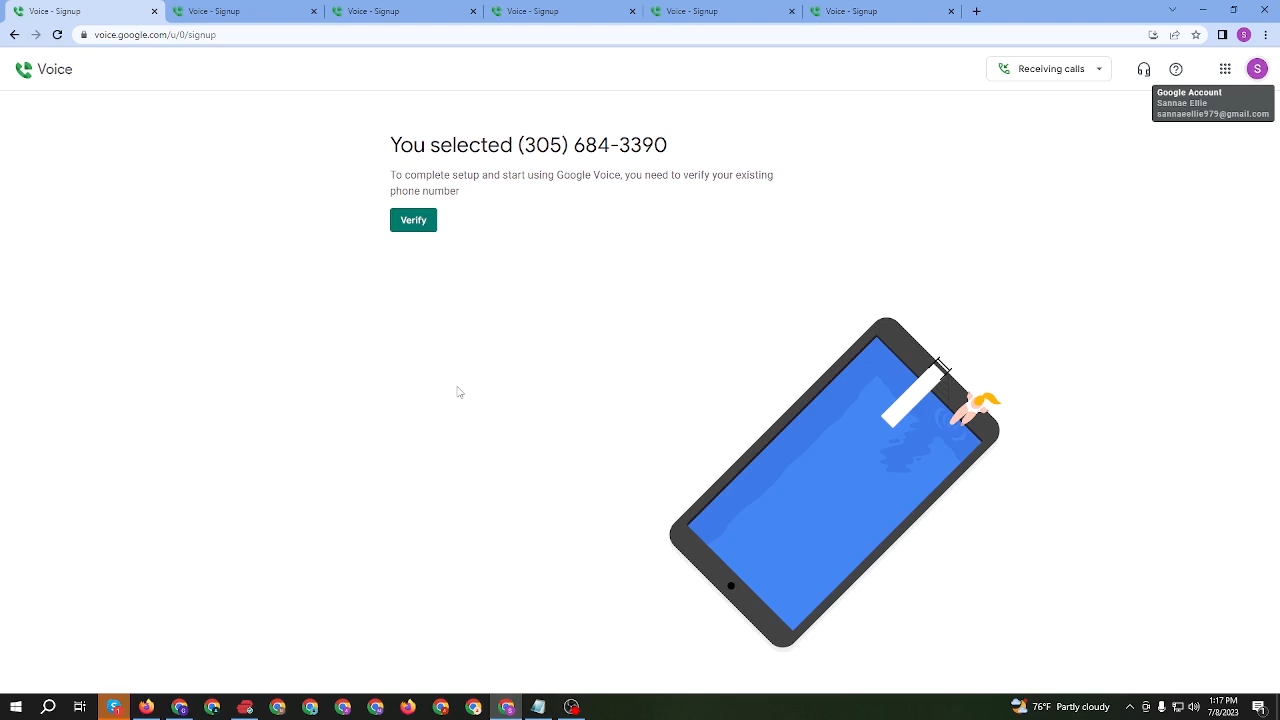 Voice - Signup
Voice - Signup
Voice - Signup
Voice - Signup
Voice - Signup
Voice - Signup
voice.google.com/u/0/signup
S
Voice
Receiving calls
S
Google Account
Sannae Ellie
sannaeellie979@gmail.com
You selected (305) 684-3390
To complete setup and start using Google Voice, you need to verify your existing
phone number
Verify
75°F Partly cloudy
1:17 PM
7/8/2023